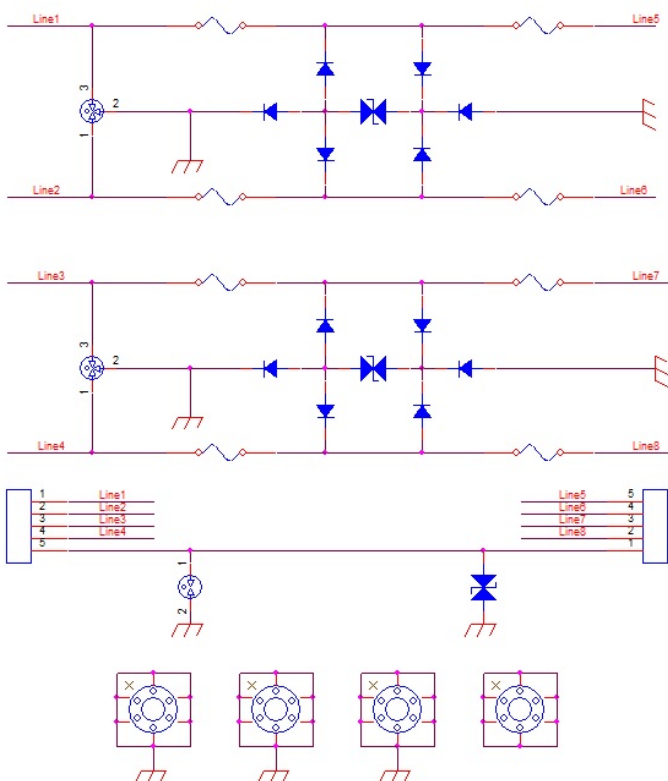 Line1 Line5
3
2
1
Line2 Line6
Line3 Line7
3
2
1
Line4 Line8
1 Line1 Line5 5
2 Line2 Line6 4
3 Line3 Line7 3
4 Line4 Line8 2
5 1
1
2